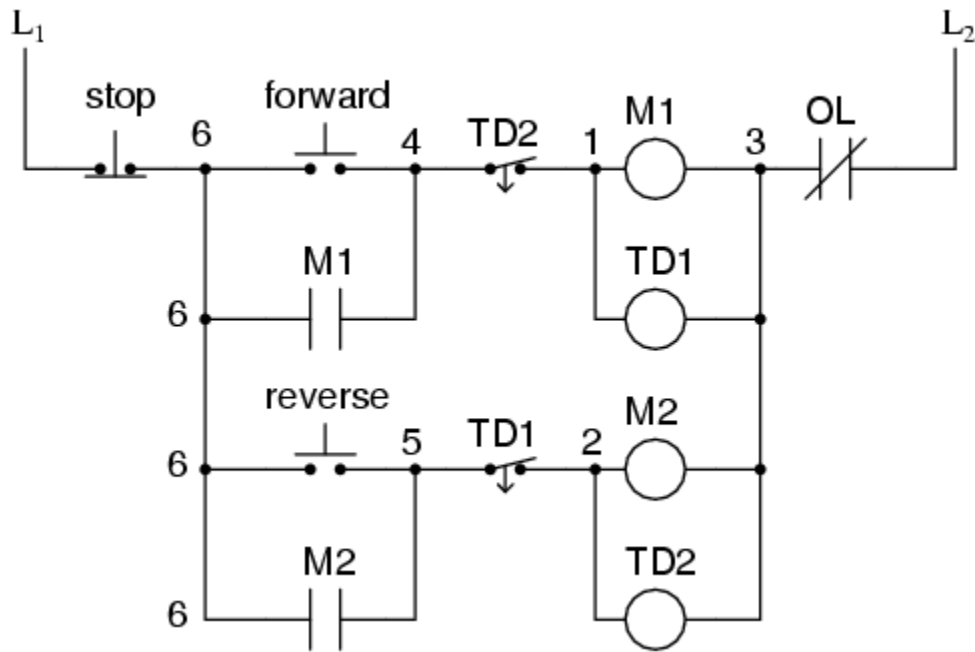 L₁ L₂
stop forward M1 OL
6 4 TD2 1 3
M1 TD1
6
reverse M2
6 5 TD1 2
M2 TD2
6